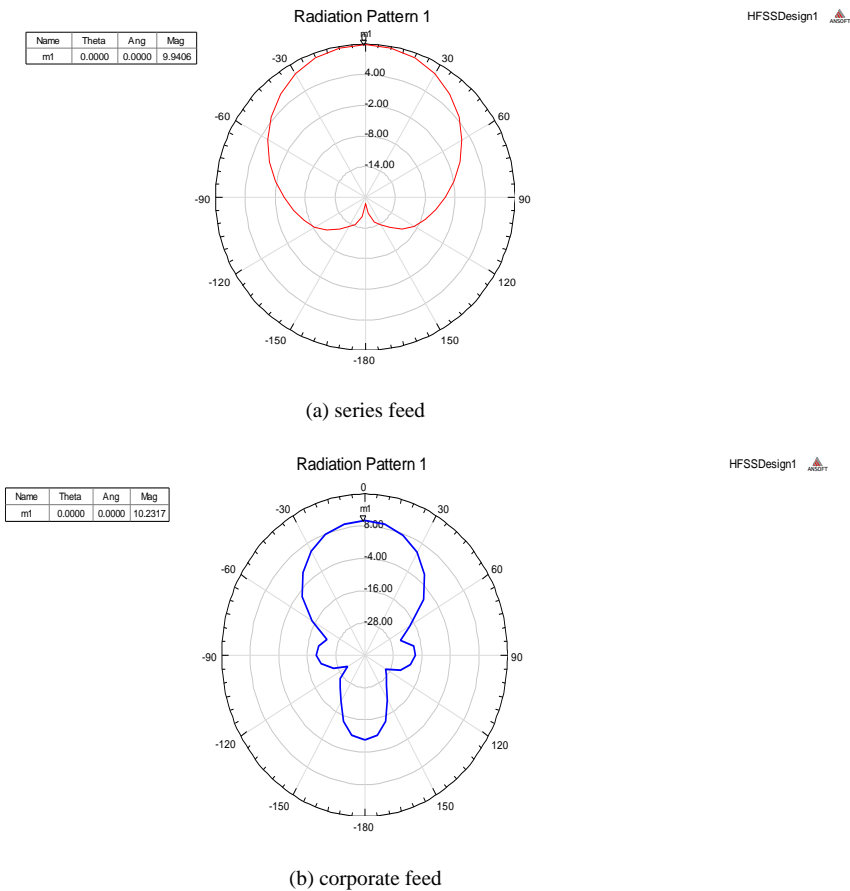 Radiation Pattern 1
HFSSDesign1
ANSOFT
Name Theta Ang Mag
m1 0.0000 0.0000 9.9406
m1
-30 30
4.00
-2.00
-60 60
-8.00
-14.00
-90 90
-120 120
-150 150
-180
(a) series feed
Radiation Pattern 1
HFSSDesign1
ANSOFT
Name Theta Ang Mag
m1 0.0000 0.0000 10.2317
0
-30 30
m1
8.00
-4.00
-60 60
-16.00
-28.00
-90 90
-120 120
-150 150
-180
(b) corporate feed